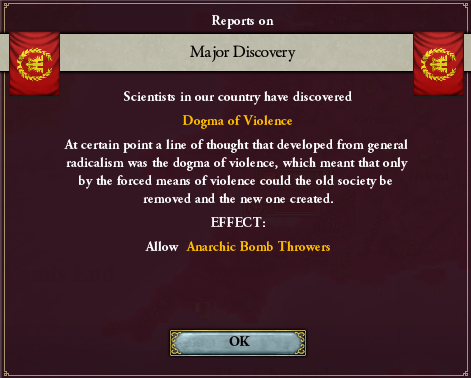 Reports on
Major Discovery
Scientists in our country have discovered
Dogma of Violence
At certain point a line of thought that developed from general
radicalism was the dogma of violence, which meant that only
by the forced means of violence could the old society be
removed and the new one created.
EFFECT:
Allow Anarchic Bomb Throwers
OK